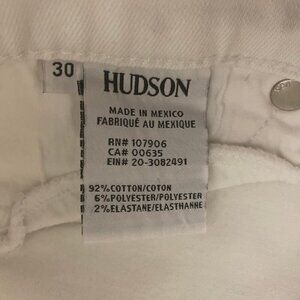 30
HUDSON
MADE IN MEXICO
FABRIQUÉ AU MEXIQUE
RN# 107906
CA# 00635
EIN# 20-3082491
92%COTTON/COTON
6%POLYESTER/POLYESTER
2%ELASTANE/ELASTHANNE